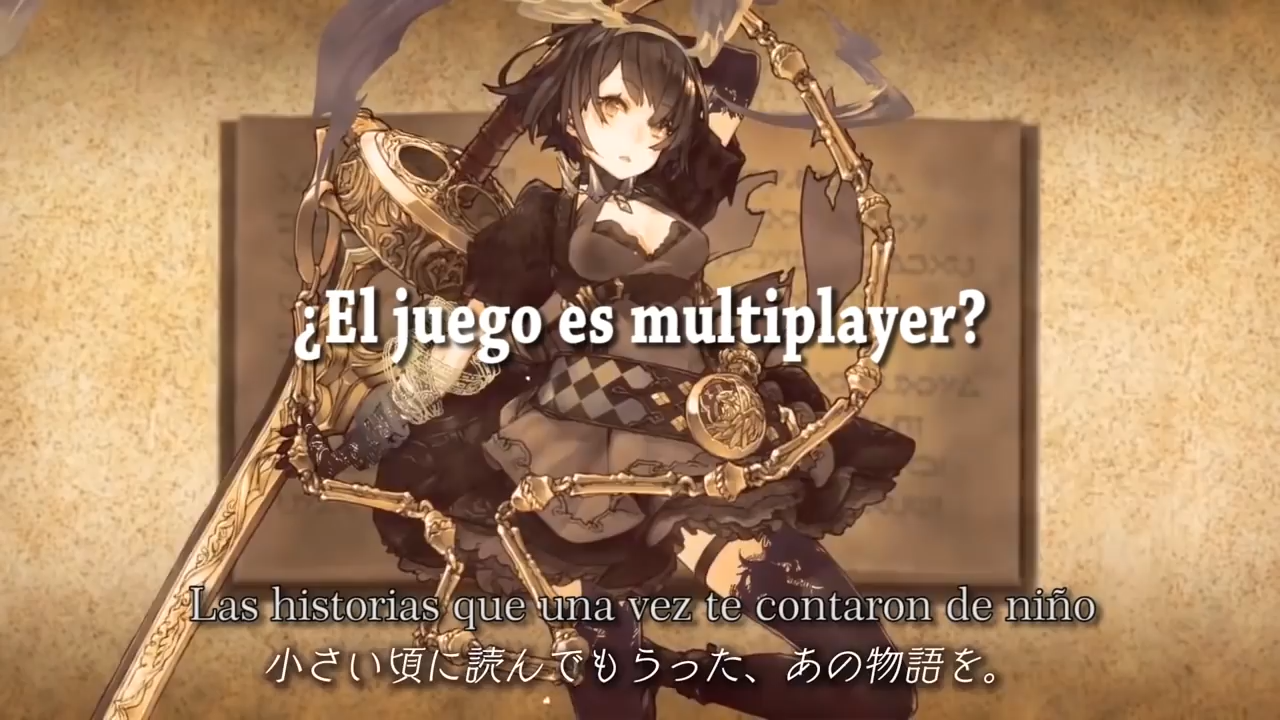 ¿El juego es multiplayer?
Las historias que una vez te contaron de niño
小さい頃に読んでもらった、あの物語を。